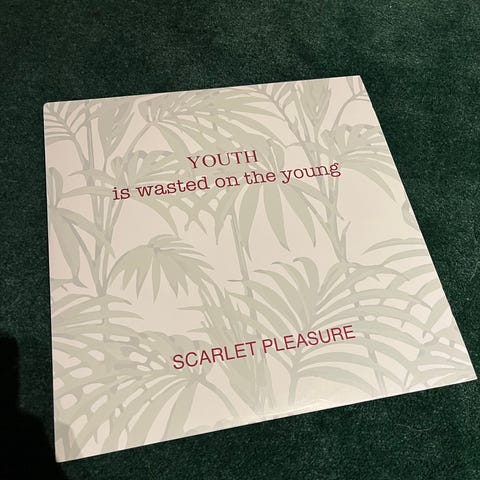 YOUTH
is wasted on the young
SCARLET PLEASURE